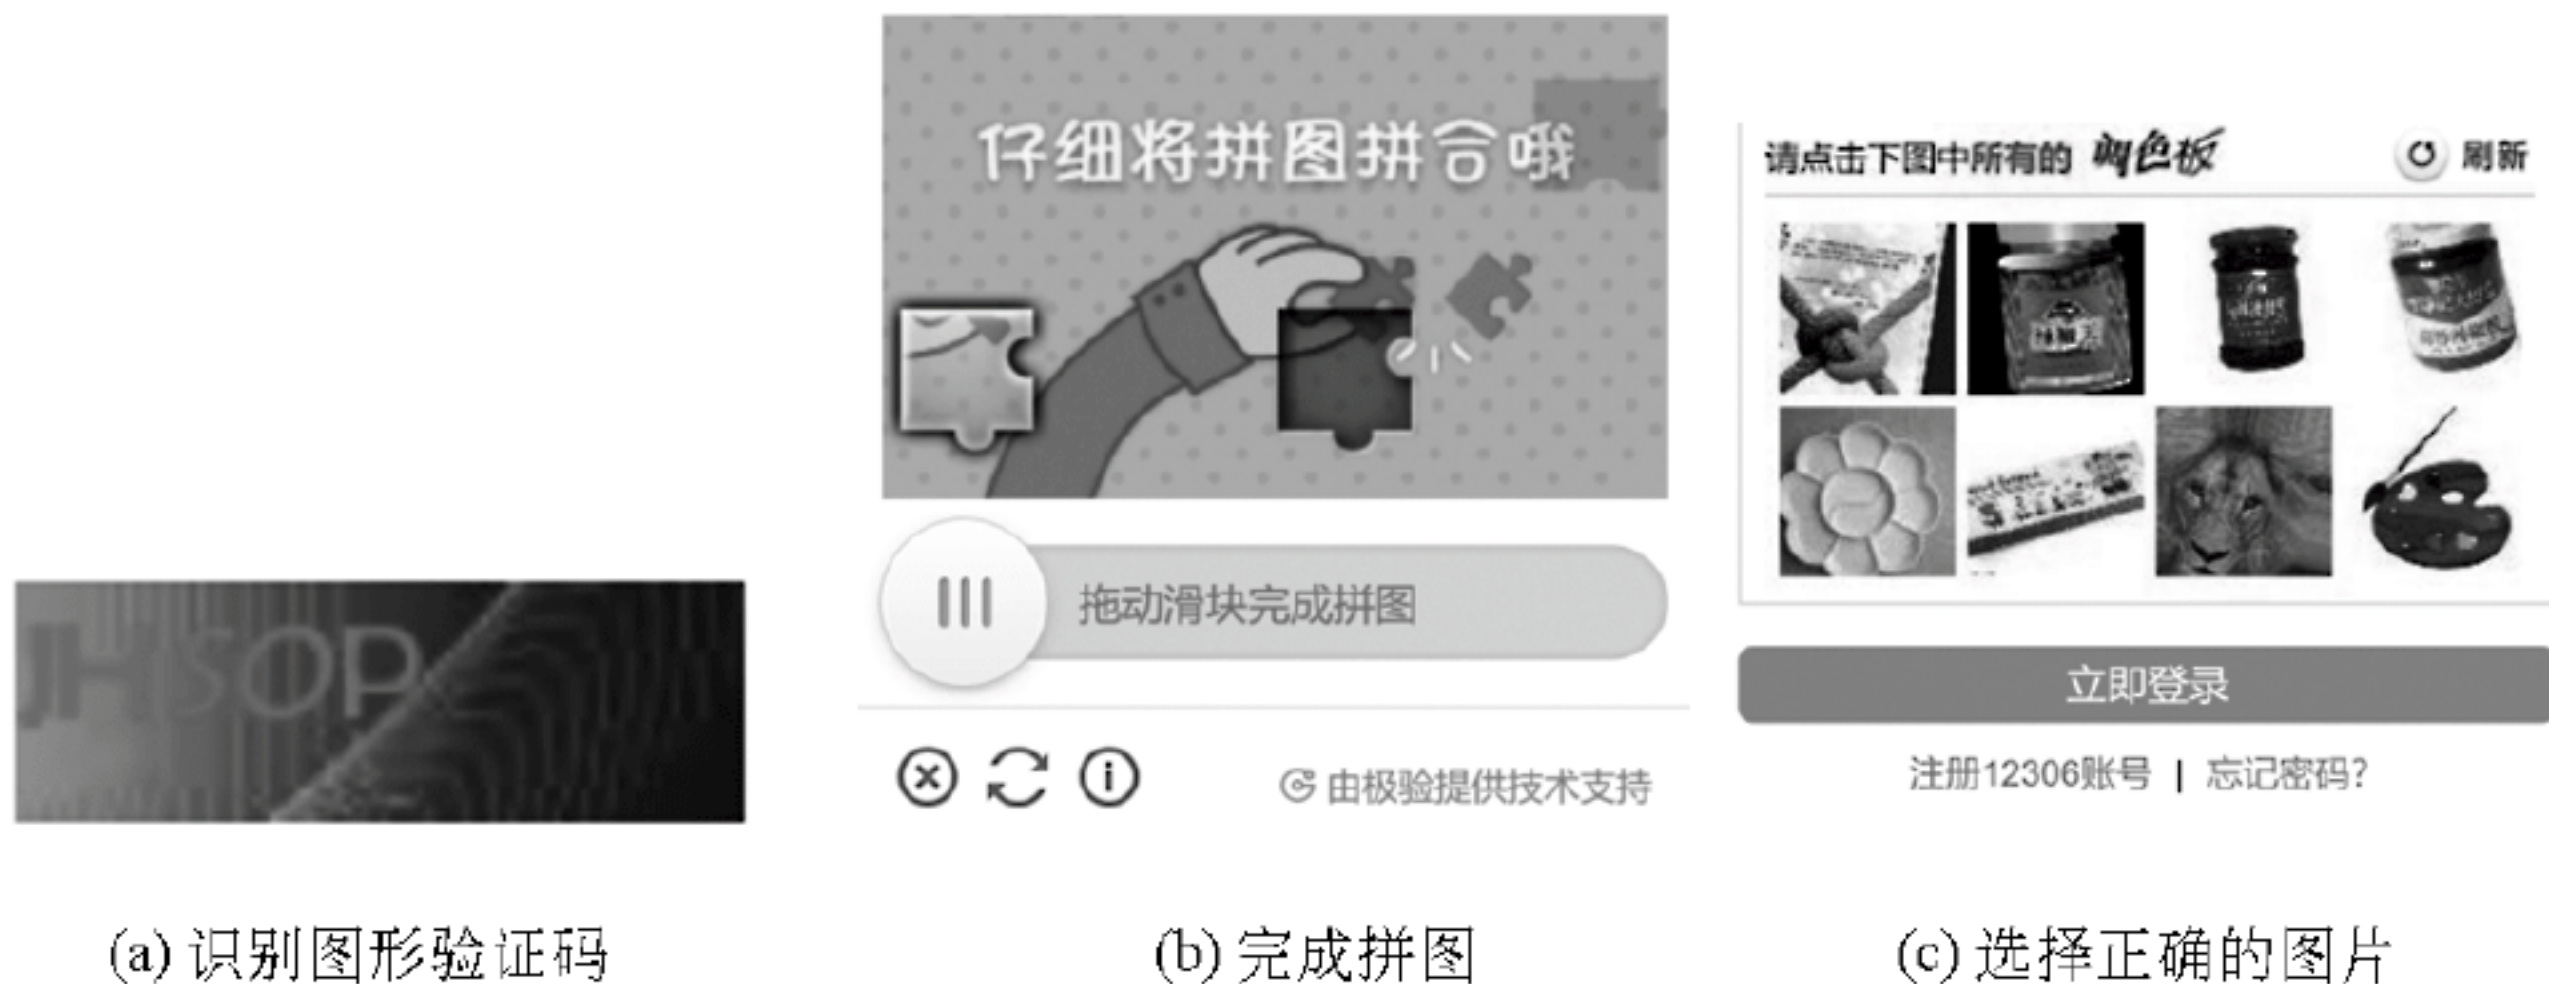 JHSOP
(a) 识别图形验证码
仔细将拼图拼合哦
拖动滑块完成拼图
由极验提供技术支持
(b) 完成拼图
请点击下图中所有的 调色板
刷新
立即登录
注册12306账号 | 忘记密码?
(c) 选择正确的图片